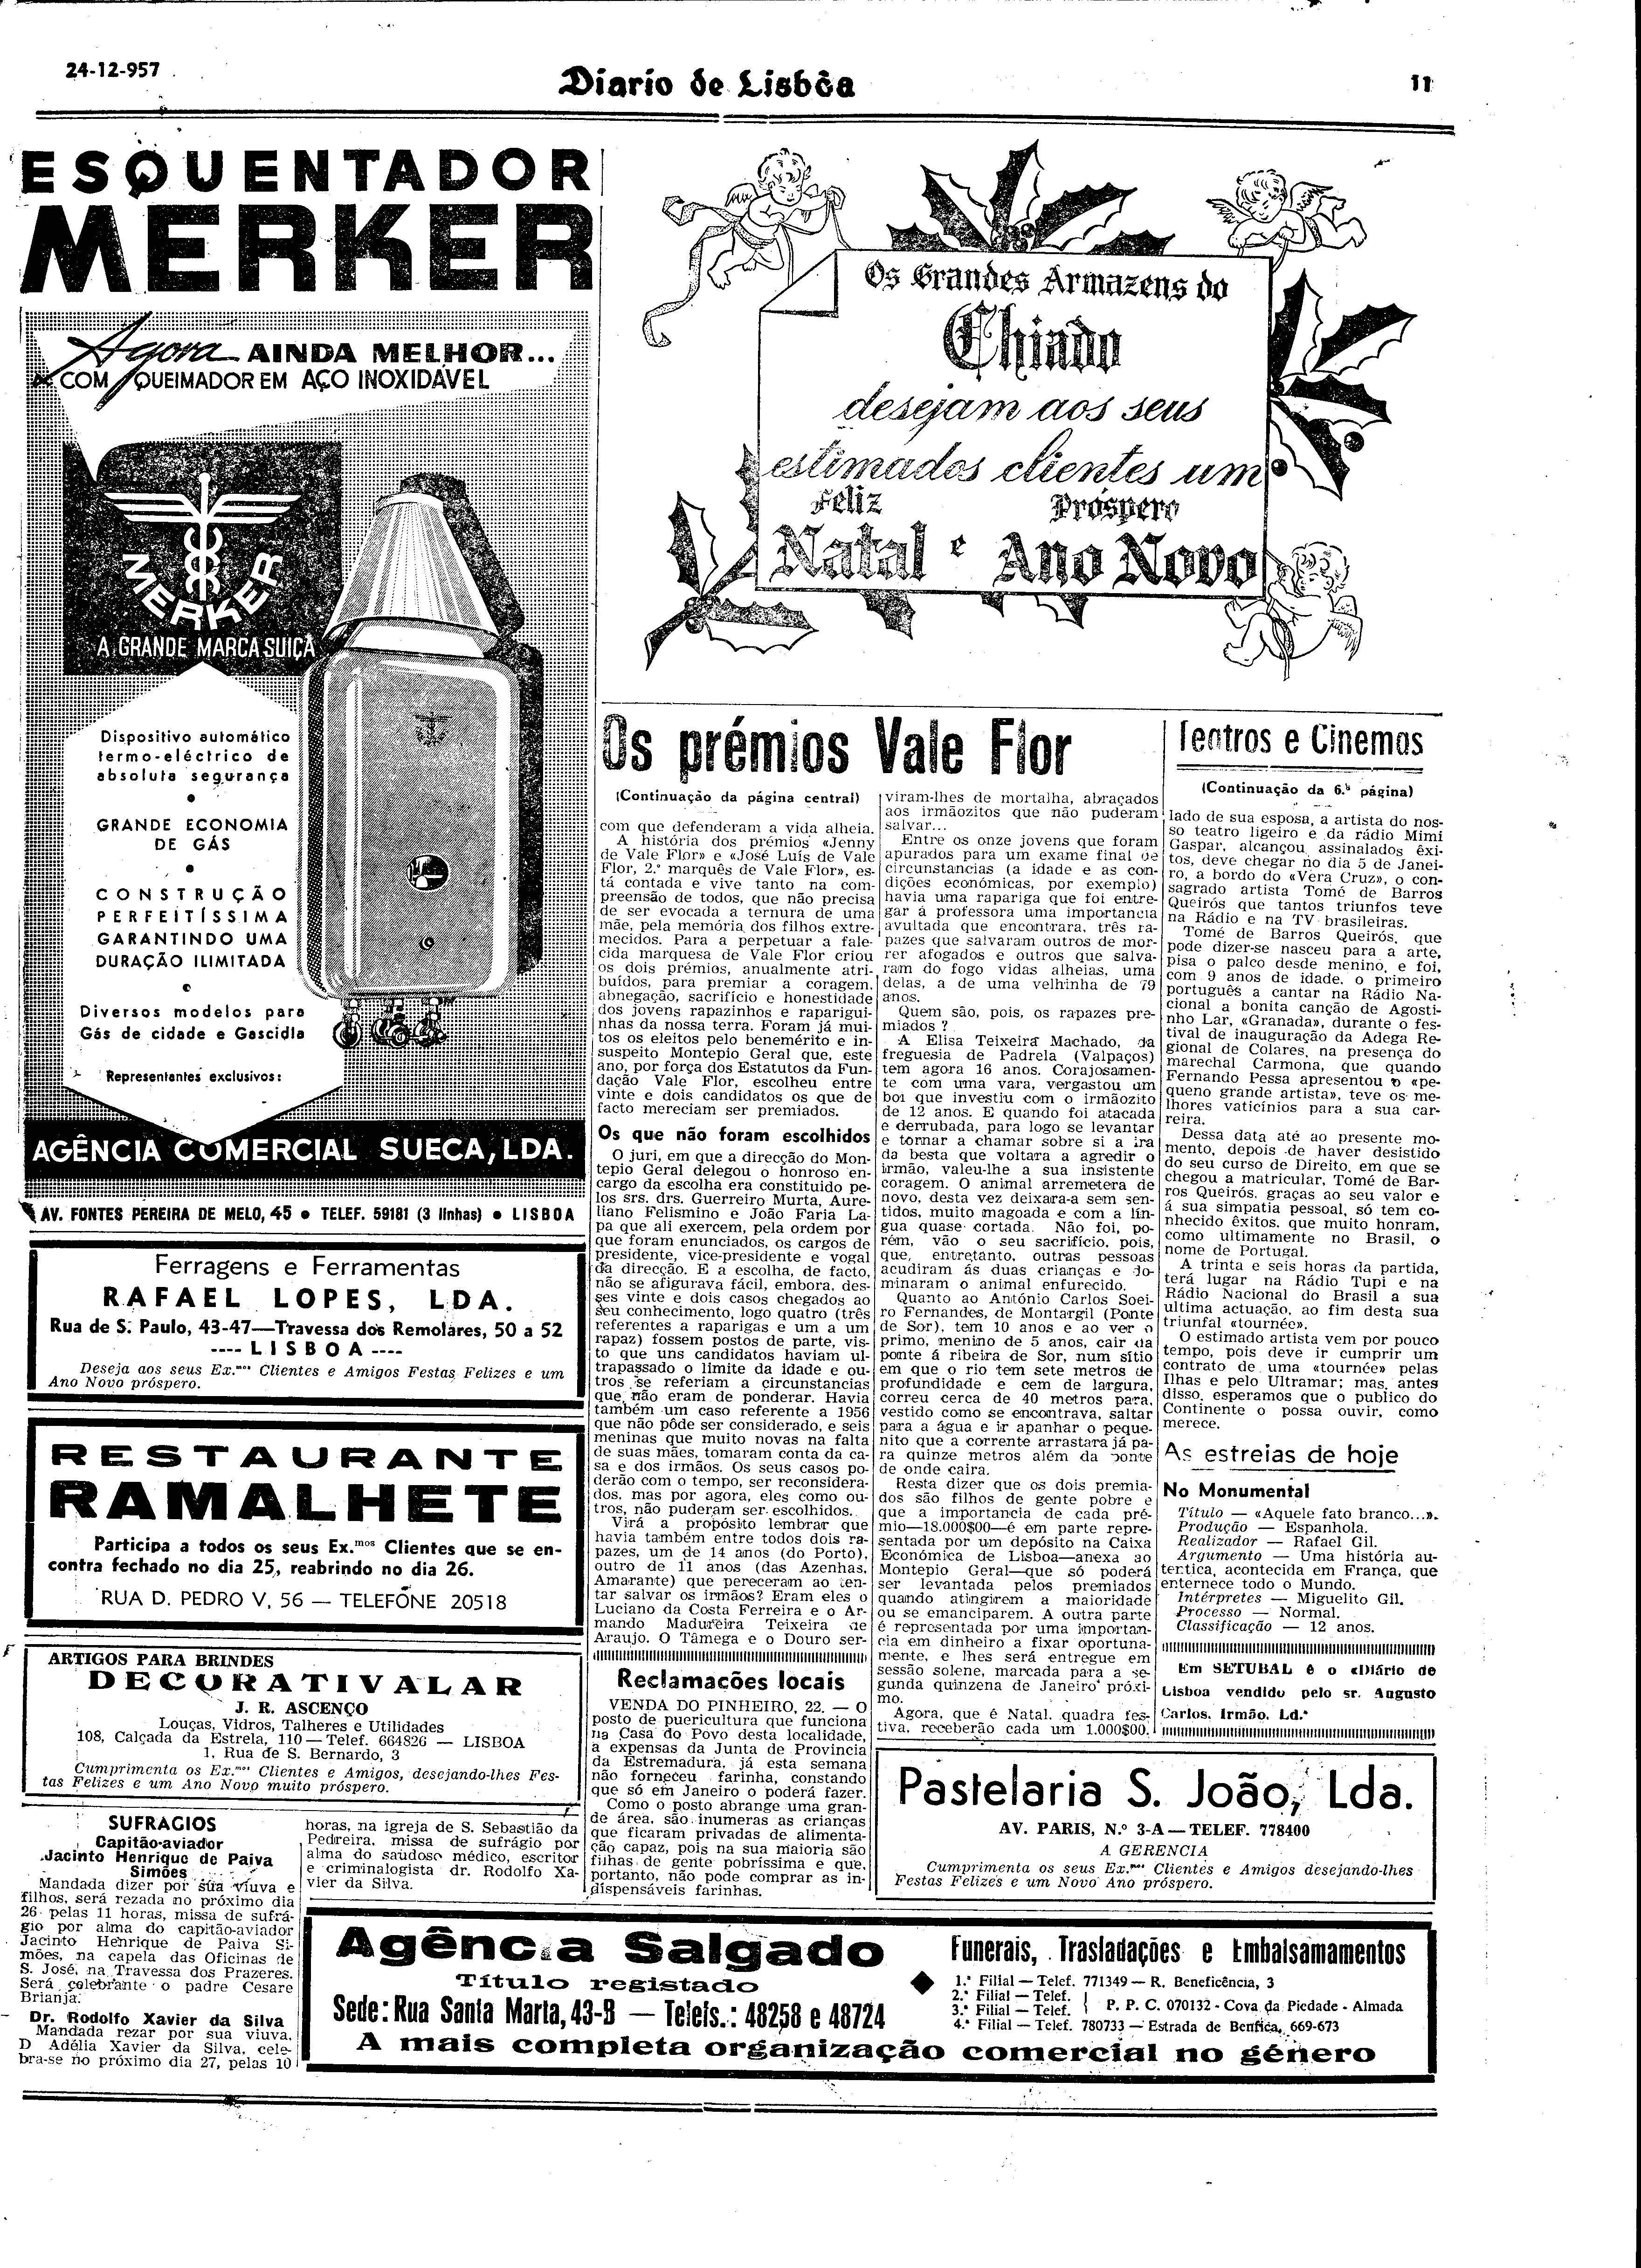 24-12-957
Diario de Lisbôa
11
ESQUENTADOR
MERKER
Agora AINDA MELHOR...
COM QUEIMADOR EM AÇO INOXIDÁVEL
MERKER
A GRANDE MARCA SUIÇA
Dispositivo automático
termo-eléctrico de
absoluta segurança
GRANDE ECONOMIA
DE GÁS
CONSTRUÇÃO
PERFEITÍSSIMA
GARANTINDO UMA
DURAÇÃO ILIMITADA
Diversos modelos para
Gás de cidade e Gascidla
Representantes exclusivos:
AGÊNCIA COMERCIAL SUECA, LDA.
AV. FONTES PEREIRA DE MELO, 45 • TELEF. 59181 (3 linhas) • LISBOA
Ferragens e Ferramentas
RAFAEL LOPES, LDA.
Rua de S. Paulo, 43-47—Travessa dos Remolares, 50 a 52
---- LISBOA ----
Deseja aos seus Ex.mos Clientes e Amigos Festas Felizes e um
Ano Novo próspero.
RESTAURANTE
RAMALHETE
Participa a todos os seus Ex.mos Clientes que se en-
contra fechado no dia 25, reabrindo no dia 26.
RUA D. PEDRO V, 56 — TELEFONE 20518
ARTIGOS PARA BRINDES
DECORATIVALAR
J. R. ASCENÇO
Louças, Vidros, Talheres e Utilidades
108, Calçada da Estrela, 110 — Telef. 664826 — LISBOA
1, Rua de S. Bernardo, 3
Cumprimenta os Ex.mos Clientes e Amigos, desejando-lhes Fes-
tas Felizes e um Ano Novo muito próspero.
SUFRAGIOS
Capitão-aviador
Jacinto Henrique de Paiva
Simões
Mandada dizer por sua viuva e
filhos, será rezada no próximo dia
26 pelas 11 horas, missa de sufrá-
gio por alma do capitão-aviador
Jacinto Henrique de Paiva Si-
mões, na capela das Oficinas de
S. José, na Travessa dos Prazeres.
Será celebrante o padre Cesare
Brianja.
Dr. Rodolfo Xavier da Silva
Mandada rezar por sua viuva,
D Adélia Xavier da Silva, cele-
bra-se no próximo dia 27, pelas 10
horas, na igreja de S. Sebastião da
Pedreira, missa de sufrágio por
alma do saudoso médico, escritor
e criminalogista dr. Rodolfo Xa-
vier da Silva.
Os Grandes Armazens do
Chiado
desejam aos seus
estimados clientes um
Feliz Próspero
Natal e Ano Novo
Os prémios Vale Flor
(Continuação da página central)
com que defenderam a vida alheia.
A história dos prémios «Jenny
de Vale Flor» e «José Luís de Vale
Flor, 2.º marquês de Vale Flor», es-
tá contada e vive tanto na com-
preensão de todos, que não precisa
de ser evocada a ternura de uma
mãe, pela memória dos filhos extre-
mecidos. Para a perpetuar a fale-
cida marquesa de Vale Flor criou
os dois prémios, anualmente atri-
buídos, para premiar a coragem,
abnegação, sacrifício e honestidade
dos jovens rapazinhos e raparigui-
nhas da nossa terra. Foram já mui-
tos os eleitos pelo benemérito e in-
suspeito Montepio Geral que, este
ano, por força dos Estatutos da Fun-
dação Vale Flor, escolheu entre
vinte e dois candidatos os que de
facto mereciam ser premiados.
Os que não foram escolhidos
O juri, em que a direcção do Mon-
tepio Geral delegou o honroso en-
cargo da escolha era constituido pe-
los srs. drs. Guerreiro Murta, Aure-
liano Felismino e João Faria La-
pa que ali exercem, pela ordem por
que foram enunciados, os cargos de
presidente, vice-presidente e vogal
da direcção. E a escolha, de facto,
não se afigurava fácil, embora, des-
ses vinte e dois casos chegados ao
seu conhecimento, logo quatro (três
referentes a raparigas e um a um
rapaz) fossem postos de parte, vis-
to que uns candidatos haviam ul-
trapassado o limite da idade e ou-
tros se referiam a circunstancias
que não eram de ponderar. Havia
também um caso referente a 1956
que não pôde ser considerado, e seis
meninas que muito novas na falta
de suas mães, tomaram conta da ca-
sa e dos irmãos. Os seus casos po-
derão com o tempo, ser reconsidera-
dos, mas por agora, eles como ou-
tros, não puderam ser escolhidos.
Virá a propósito lembrar que
havia também entre todos dois ra-
pazes, um de 14 anos (do Porto),
outro de 11 anos (das Azenhas,
Amarante) que pereceram ao ten-
tar salvar os irmãos? Eram eles o
Luciano da Costa Ferreira e o Ar-
mando Madureira Teixeira de
Araujo. O Tâmega e o Douro ser-
viram-lhes de mortalha, abraçados
aos irmãozitos que não puderam
salvar...
Entre os onze jovens que foram
apurados para um exame final de
circunstancias (a idade e as con-
dições económicas, por exemplo)
havia uma rapariga que foi entre-
gar á professora uma importancia
avultada que encontrara, três ra-
pazes que salvaram outros de mor-
rer afogados e outros que salva-
ram do fogo vidas alheias, uma
delas, a de uma velhinha de 79
anos.
Quem são, pois, os rapazes pre-
miados ?
A Elisa Teixeira Machado, da
freguesia de Padrela (Valpaços)
tem agora 16 anos. Corajosamen-
te com uma vara, vergastou um
boi que investiu com o irmãozito
de 12 anos. E quando foi atacada
e derrubada, para logo se levantar
e tornar a chamar sobre si a ira
da besta que voltara a agredir o
irmão, valeu-lhe a sua insistente
coragem. O animal arremetera de
novo, desta vez deixara-a sem sen-
tidos, muito magoada e com a lín-
gua quase cortada. Não foi, po-
rém, vão o seu sacrifício, pois,
que, entretanto, outras pessoas
acudiram ás duas crianças e do-
minaram o animal enfurecido.
Quanto ao António Carlos Soei-
ro Fernandes, de Montargil (Ponte
de Sor), tem 10 anos e ao ver o
primo, menino de 5 anos, cair da
ponte á ribeira de Sor, num sítio
em que o rio tem sete metros de
profundidade e cem de largura,
correu cerca de 40 metros para,
vestido como se encontrava, saltar
para a água e ir apanhar o peque-
nito que a corrente arrastara já pa-
ra quinze metros além da ponte
de onde caira.
Resta dizer que os dois premia-
dos são filhos de gente pobre e
que a importancia de cada pré-
mio—18.000$00—é em parte repre-
sentada por um depósito na Caixa
Económica de Lisboa—anexa ao
Montepio Geral—que só poderá
ser levantada pelos premiados
quando atingirem a maioridade
ou se emanciparem. A outra parte
é representada por uma importan-
cia em dinheiro a fixar oportuna-
mente, e lhes será entregue em
sessão solene, marcada para a se-
gunda quinzena de Janeiro próxi-
mo.
Agora, que é Natal, quadra fes-
tiva, receberão cada um 1.000$00.
Reclamações locais
VENDA DO PINHEIRO, 22. — O
posto de puericultura que funciona
na Casa do Povo desta localidade,
a expensas da Junta de Provincia
da Estremadura, já esta semana
não forneceu farinha, constando
que só em Janeiro o poderá fazer.
Como o posto abrange uma gran-
de área, são inumeras as crianças
que ficaram privadas de alimenta-
ção capaz, pois na sua maioria são
filhas de gente pobríssima e que,
portanto, não pode comprar as in-
dispensáveis farinhas.
Teatros e Cinemas
(Continuação da 6.ª página)
lado de sua esposa, a artista do nos-
so teatro ligeiro e da rádio Mimi
Gaspar, alcançou assinalados êxi-
tos, deve chegar no dia 5 de Janei-
ro, a bordo do «Vera Cruz», o con-
sagrado artista Tomé de Barros
Queirós que tantos triunfos teve
na Rádio e na TV brasileiras.
Tomé de Barros Queirós, que
pode dizer-se nasceu para a arte,
pisa o palco desde menino, e foi,
com 9 anos de idade, o primeiro
português a cantar na Rádio Na-
cional a bonita canção de Agosti-
nho Lar, «Granada», durante o fes-
tival de inauguração da Adega Re-
gional de Colares, na presença do
marechal Carmona, que quando
Fernando Pessa apresentou o «pe-
queno grande artista», teve os me-
lhores vaticínios para a sua car-
reira.
Dessa data até ao presente mo-
mento, depois de haver desistido
do seu curso de Direito, em que se
chegou a matricular, Tomé de Bar-
ros Queirós, graças ao seu valor e
á sua simpatia pessoal, só tem co-
nhecido êxitos, que muito honram,
como ultimamente no Brasil, o
nome de Portugal.
A trinta e seis horas da partida,
terá lugar na Rádio Tupi e na
Rádio Nacional do Brasil a sua
ultima actuação, ao fim desta sua
triunfal «tournée».
O estimado artista vem por pouco
tempo, pois deve ir cumprir um
contrato de uma «tournée» pelas
Ilhas e pelo Ultramar; mas, antes
disso, esperamos que o publico do
Continente o possa ouvir, como
merece.
As estreias de hoje
No Monumental
Título — «Aquele fato branco...».
Produção — Espanhola.
Realizador — Rafael Gil.
Argumento — Uma história au-
tentica, acontecida em França, que
enternece todo o Mundo.
Intérpretes — Miguelito Gil.
Processo — Normal.
Classificação — 12 anos.
Em SETUBAL é o «Diário de
Lisboa vendido pelo sr. Augusto
Carlos, Irmão, Ld.ª
Pastelaria S. João, Lda.
AV. PARIS, N.º 3-A — TELEF. 778400
A GERENCIA
Cumprimenta os seus Ex.mos Clientes e Amigos desejando-lhes
Festas Felizes e um Novo Ano próspero.
Agência Salgado
Título registado
Sede: Rua Santa Marta, 43-B — Telefs.: 48258 e 48724
Funerais, Trasladações e Embalsamamentos
1.ª Filial — Telef. 771349 — R. Beneficência, 3
2.ª Filial — Telef.
3.ª Filial — Telef. P. P. C. 070132 - Cova da Piedade - Almada
4.ª Filial — Telef. 780733 — Estrada de Benfica, 669-673
A mais completa organização comercial no género